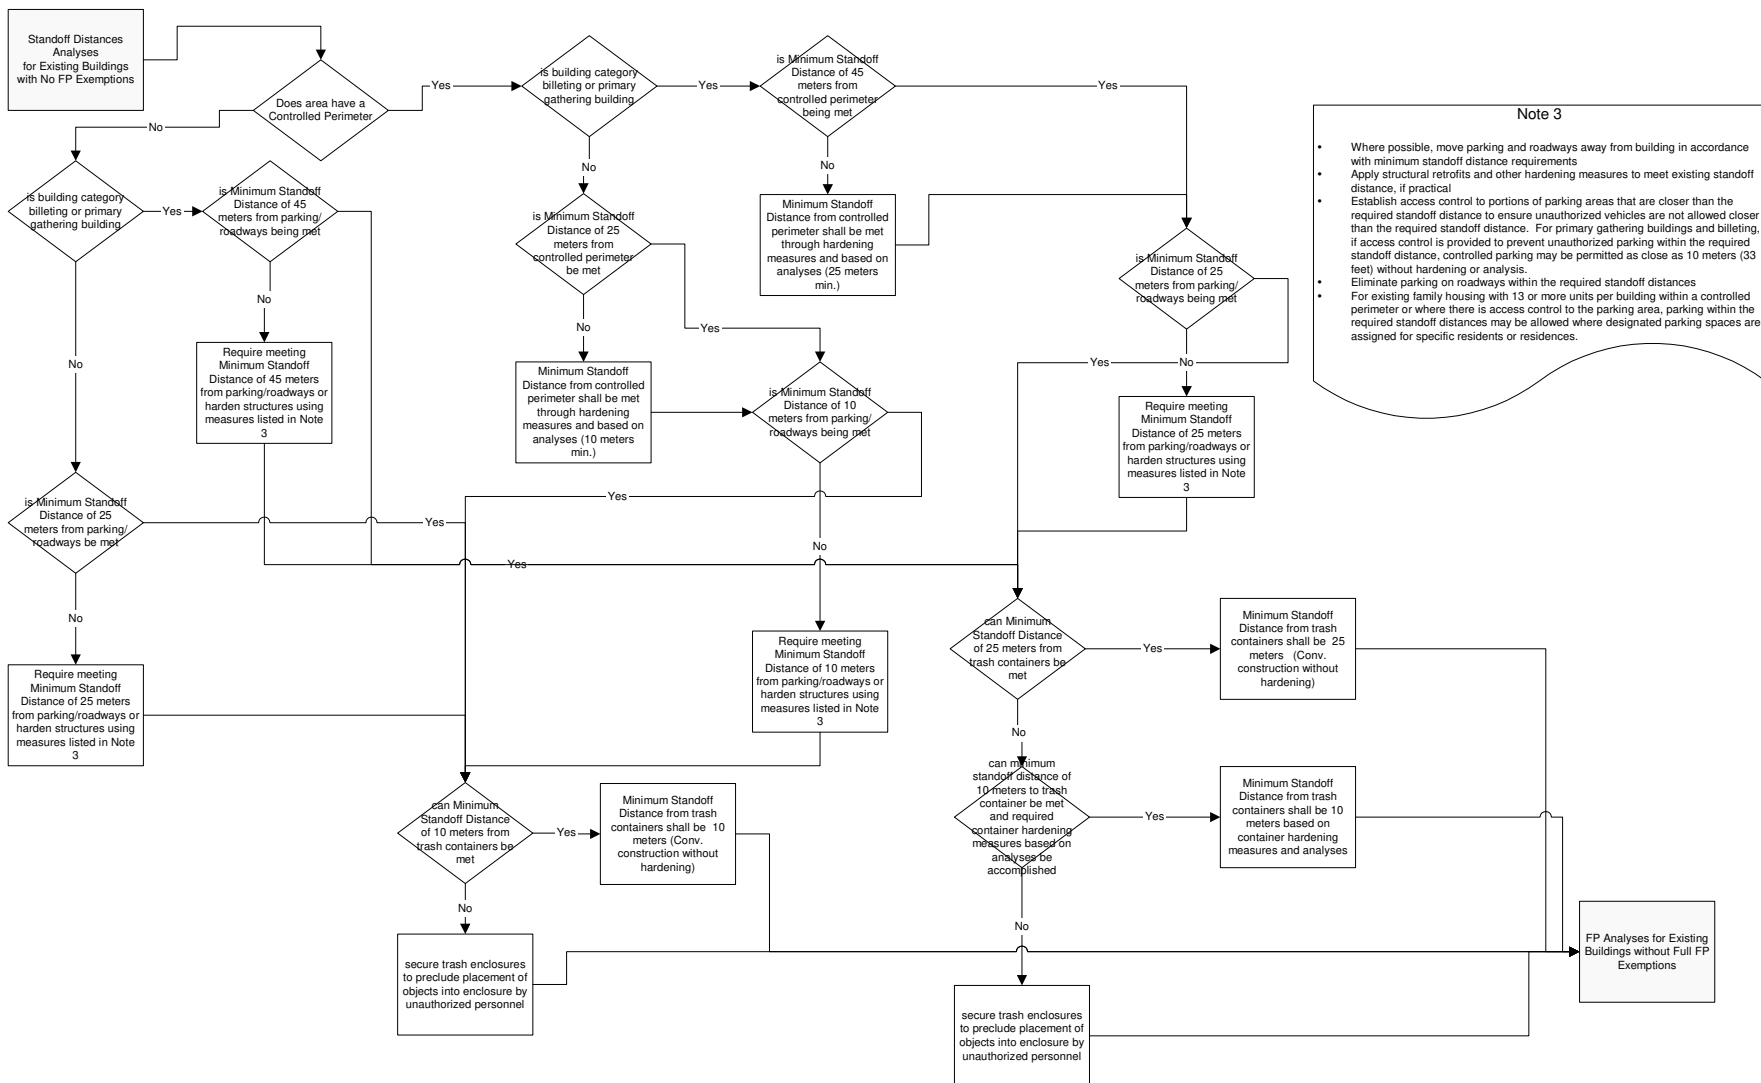 Standoff Distances
Analyses
for Existing Buildings
with No FP Exemptions
Does area have a
Controlled Perimeter
Yes
No
is building category
billeting or primary
gathering building
Yes
No
is Minimum Standoff
Distance of 45
meters from
controlled perimeter
being met
Yes
No
Minimum Standoff
Distance from controlled
perimeter shall be met
through hardening
measures and based on
analyses (25 meters
min.)
is Minimum Standoff
Distance of 25
meters from parking/
roadways being met
Yes
No
Require meeting
Minimum Standoff
Distance of 25 meters
from parking/roadways or
harden structures using
measures listed in Note
3
Note 3
• Where possible, move parking and roadways away from building in accordance
with minimum standoff distance requirements
• Apply structural retrofits and other hardening measures to meet existing standoff
distance, if practical
• Establish access control to portions of parking areas that are closer than the
required standoff distance to ensure unauthorized vehicles are not allowed closer
than the required standoff distance. For primary gathering buildings and billeting,
if access control is provided to prevent unauthorized parking within the required
standoff distance, controlled parking may be permitted as close as 10 meters (33
feet) without hardening or analysis.
• Eliminate parking on roadways within the required standoff distances
• For existing family housing with 13 or more units per building within a controlled
perimeter or where there is access control to the parking area, parking within the
required standoff distances may be allowed where designated parking spaces are
assigned for specific residents or residences.
is building category
billeting or primary
gathering building
Yes
No
is Minimum Standoff
Distance of 45
meters from parking/
roadways being met
Yes
No
Require meeting
Minimum Standoff
Distance of 45 meters
from parking/roadways or
harden structures using
measures listed in Note
3
is Minimum Standoff
Distance of 25
meters from
controlled perimeter
be met
Yes
No
Minimum Standoff
Distance from controlled
perimeter shall be met
through hardening
measures and based on
analyses (10 meters
min.)
is Minimum Standoff
Distance of 10
meters from parking/
roadways being met
Yes
No
Require meeting
Minimum Standoff
Distance of 10 meters
from parking/roadways or
harden structures using
measures listed in Note
3
is Minimum Standoff
Distance of 25
meters from parking/
roadways be met
Yes
No
Require meeting
Minimum Standoff
Distance of 25 meters
from parking/roadways or
harden structures using
measures listed in Note
3
can Minimum
Standoff Distance
of 25 meters from
trash containers be
met
Yes
No
Minimum Standoff
Distance from trash
containers shall be 25
meters (Conv.
construction without
hardening)
can minimum
standoff distance of
10 meters to trash
container be met
and required
container hardening
measures based on
analyses be
accomplished
Yes
No
Minimum Standoff
Distance from trash
containers shall be 10
meters based on
container hardening
measures and analyses
can Minimum
Standoff Distance
of 10 meters from
trash containers be
met
Yes
No
Minimum Standoff
Distance from trash
containers shall be 10
meters (Conv.
construction without
hardening)
secure trash enclosures
to preclude placement of
objects into enclosure by
unauthorized personnel
secure trash enclosures
to preclude placement of
objects into enclosure by
unauthorized personnel
FP Analyses for Existing
Buildings without Full FP
Exemptions